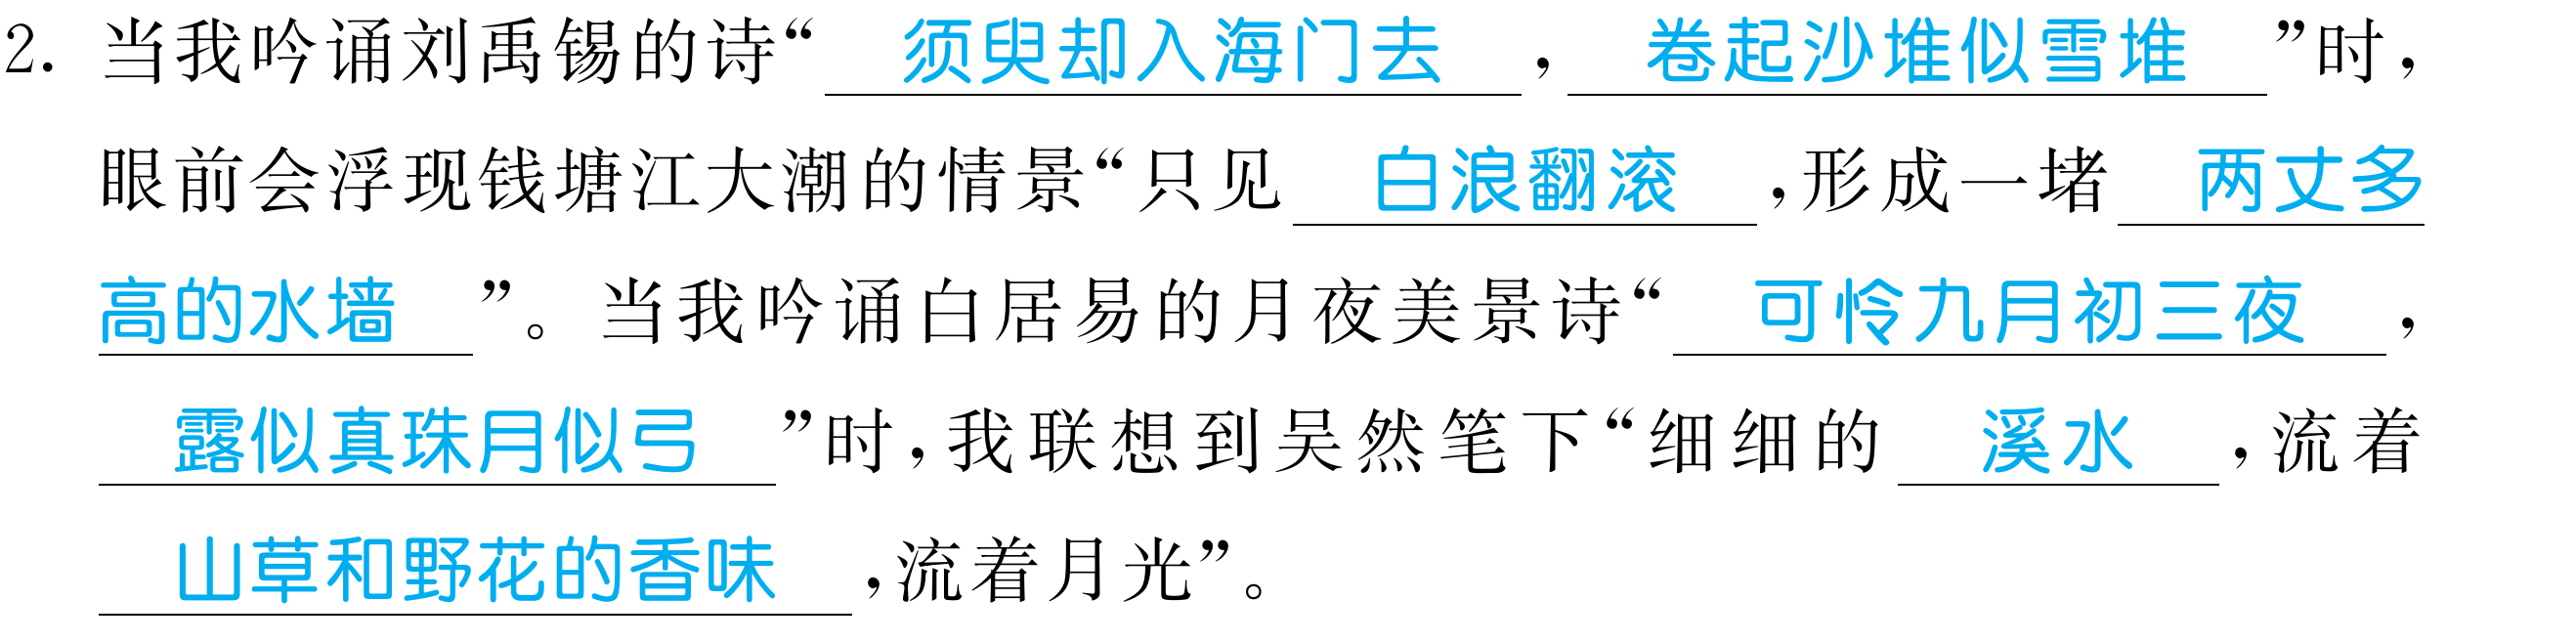 2. 当我吟诵刘禹锡的诗“须臾却入海门去，卷起沙堆似雪堆”时，
眼前会浮现钱塘江大潮的情景“只见白浪翻滚，形成一堵两丈多
高的水墙”。当我吟诵白居易的月夜美景诗“可怜九月初三夜，
露似真珠月似弓”时，我联想到吴然笔下“细细的溪水，流着
山草和野花的香味，流着月光”。